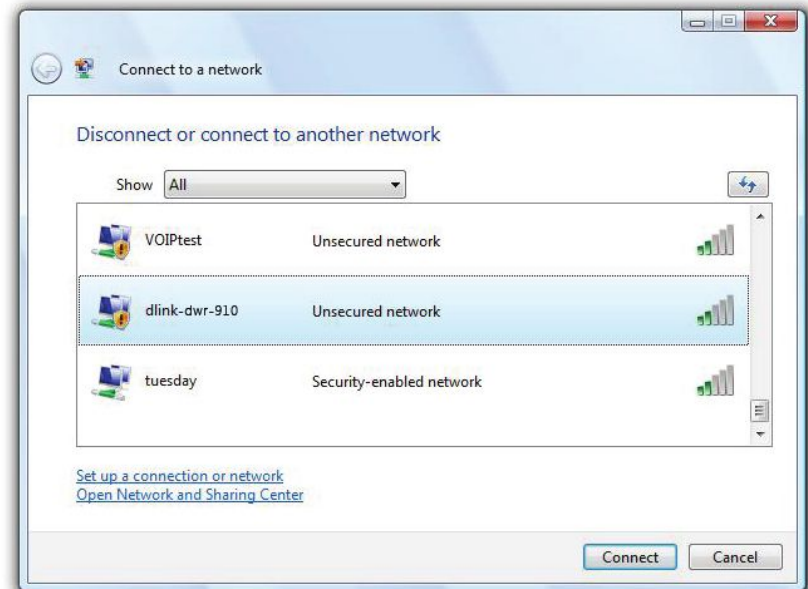 Connect to a network
Disconnect or connect to another network
Show All
VOIPtest Unsecured network
dlink-dwr-910 Unsecured network
tuesday Security-enabled network
Set up a connection or network
Open Network and Sharing Center
Connect Cancel